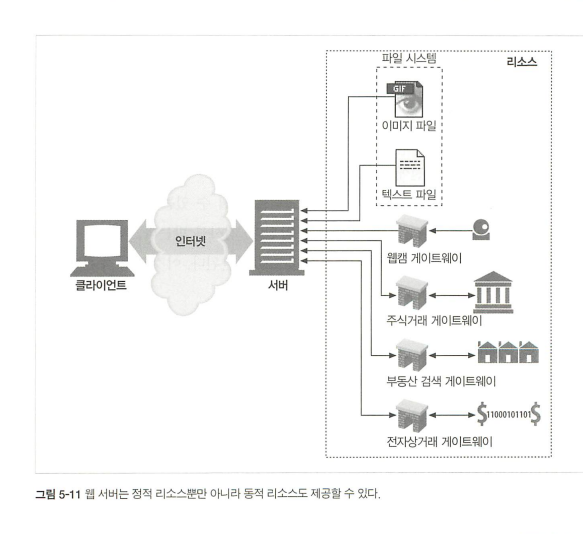 파일 시스템
리소스
GIF
이미지 파일
텍스트 파일
인터넷
클라이언트
서버
웹캠 게이트웨이
주식거래 게이트웨이
부동산 검색 게이트웨이
$11000101101$
전자상거래 게이트웨이
그림 5-11 웹 서버는 정적 리소스뿐만 아니라 동적 리소스도 제공할 수 있다.